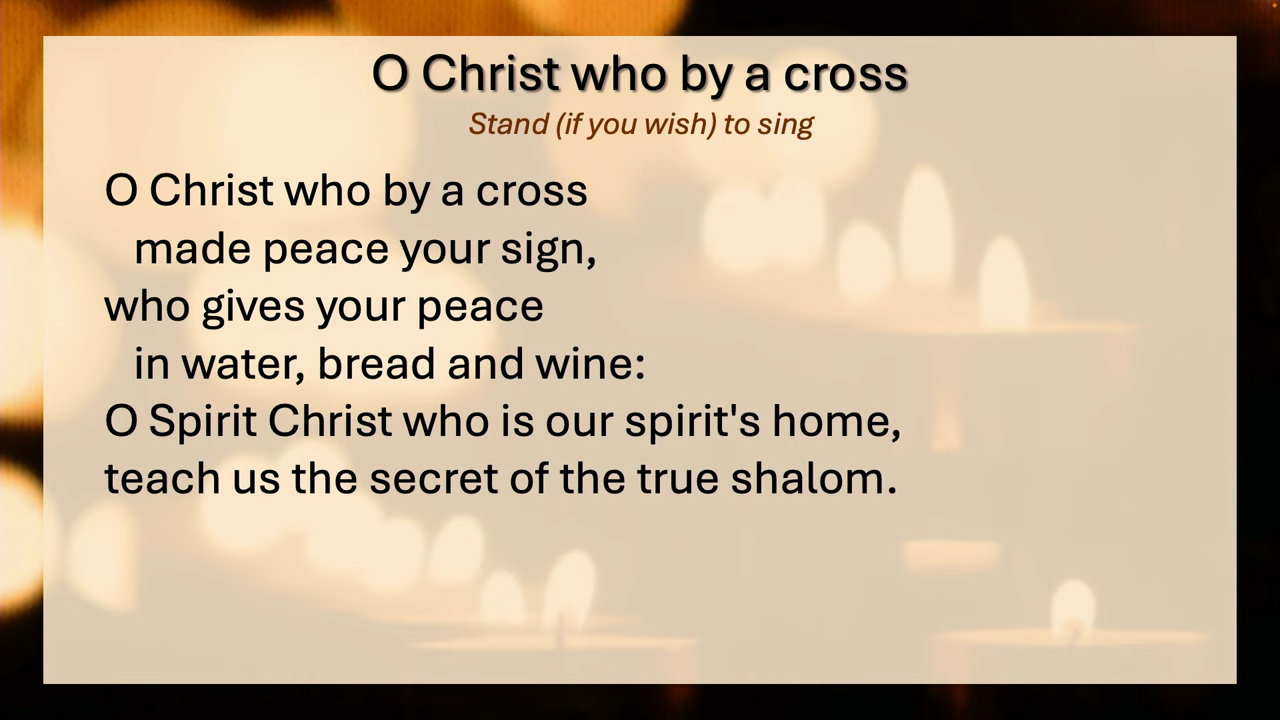 O Christ who by a cross
Stand (if you wish) to sing
O Christ who by a cross
made peace your sign,
who gives your peace
in water, bread and wine:
O Spirit Christ who is our spirit's home,
teach us the secret of the true shalom.